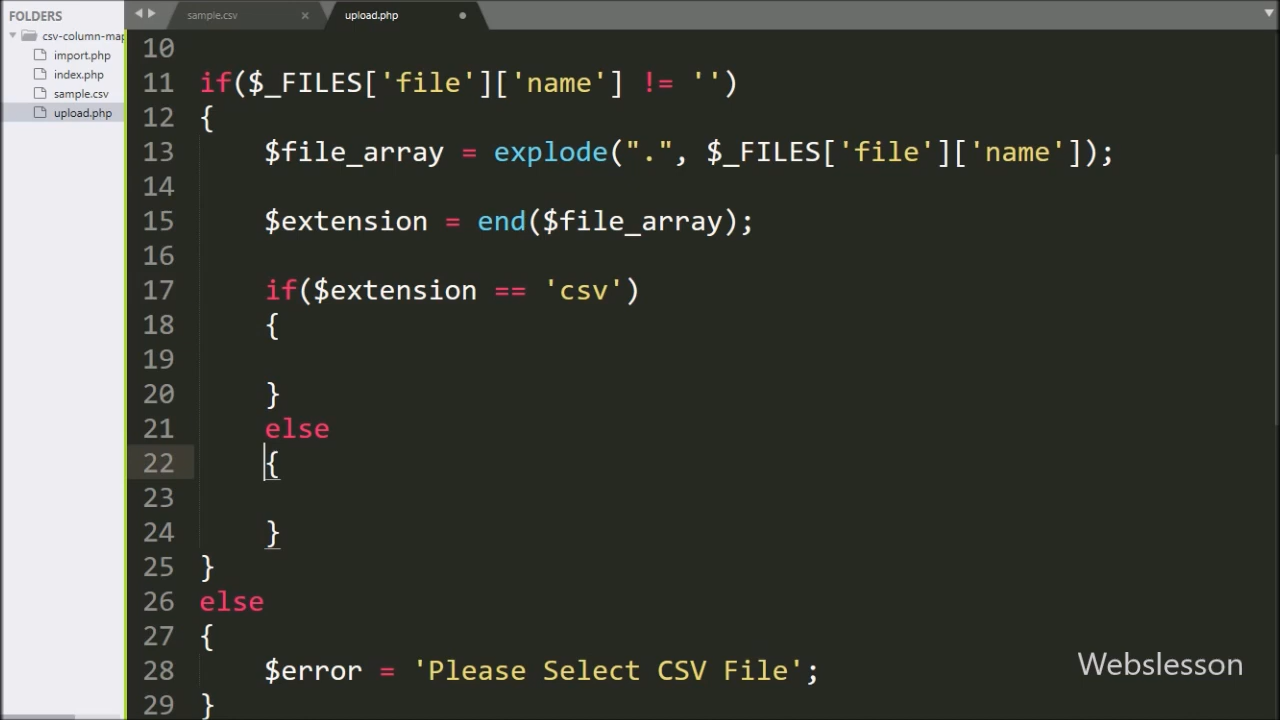 FOLDERS
csv-column-map
import.php
index.php
sample.csv
upload.php
sample.csv
upload.php
10
11 if($_FILES['file']['name'] != '')
12 {
13 $file_array = explode(".", $_FILES['file']['name']);
14
15 $extension = end($file_array);
16
17 if($extension == 'csv')
18 {
19
20 }
21 else
22 {
23
24 }
25 }
26 else
27 {
28 $error = 'Please Select CSV File';
29 }
Webslesson